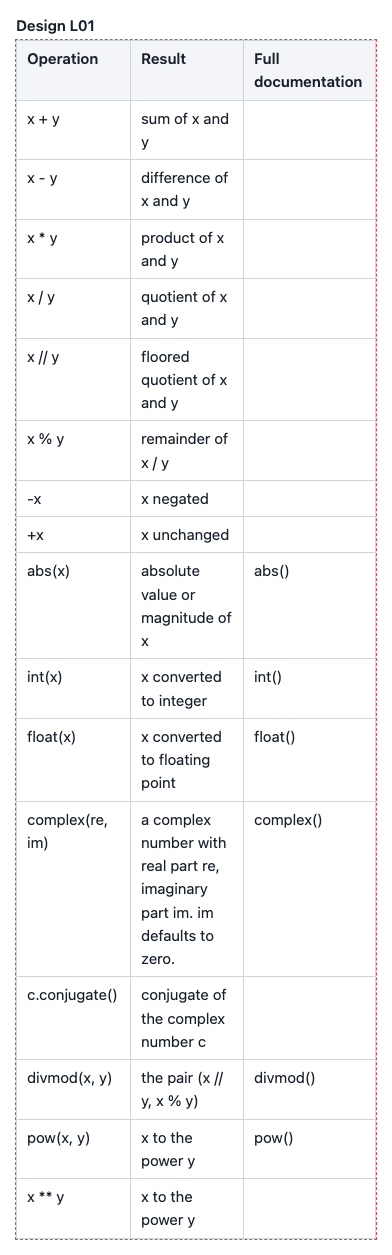 Design L01
Operation Result Full
documentation
x + y sum of x and
y
x - y difference of
x and y
x * y product of x
and y
x / y quotient of x
and y
x // y floored
quotient of x
and y
x % y remainder of
x / y
-x x negated
+x x unchanged
abs(x) absolute abs()
value or
magnitude of
x
int(x) x converted int()
to integer
float(x) x converted float()
to floating
point
complex(re, a complex complex()
im) number with
real part re,
imaginary
part im. im
defaults to
zero.
c.conjugate() conjugate of
the complex
number c
divmod(x, y) the pair (x // divmod()
y, x % y)
pow(x, y) x to the pow()
power y
x ** y x to the
power y